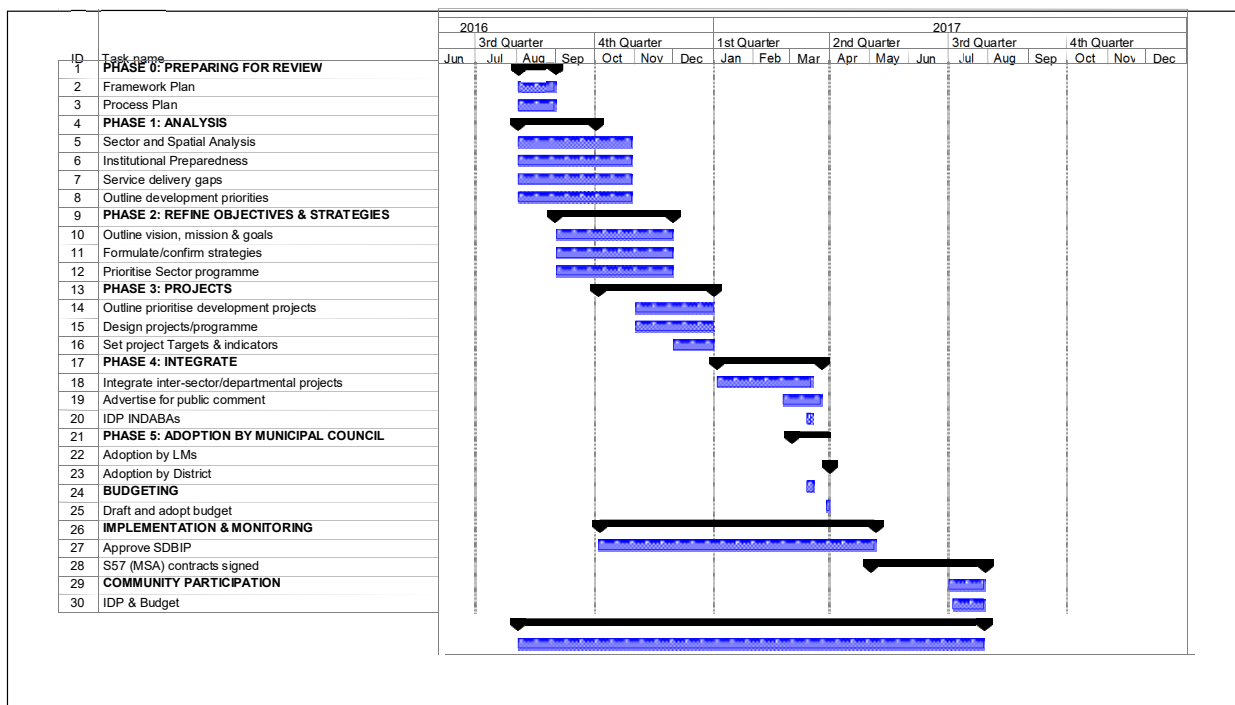 2016 2017
3rd Quarter 4th Quarter 1st Quarter 2nd Quarter 3rd Quarter 4th Quarter
ID Task name Jun Jul Aug Sep Oct Nov Dec Jan Feb Mar Apr May Jun Jul Aug Sep Oct Nov Dec
1 PHASE 0: PREPARING FOR REVIEW
2 Framework Plan
3 Process Plan
4 PHASE 1: ANALYSIS
5 Sector and Spatial Analysis
6 Institutional Preparedness
7 Service delivery gaps
8 Outline development priorities
9 PHASE 2: REFINE OBJECTIVES & STRATEGIES
10 Outline vision, mission & goals
11 Formulate/confirm strategies
12 Prioritise Sector programme
13 PHASE 3: PROJECTS
14 Outline prioritise development projects
15 Design projects/programme
16 Set project Targets & indicators
17 PHASE 4: INTEGRATE
18 Integrate inter-sector/departmental projects
19 Advertise for public comment
20 IDP INDABAs
21 PHASE 5: ADOPTION BY MUNICIPAL COUNCIL
22 Adoption by LMs
23 Adoption by District
24 BUDGETING
25 Draft and adopt budget
26 IMPLEMENTATION & MONITORING
27 Approve SDBIP
28 S57 (MSA) contracts signed
29 COMMUNITY PARTICIPATION
30 IDP & Budget